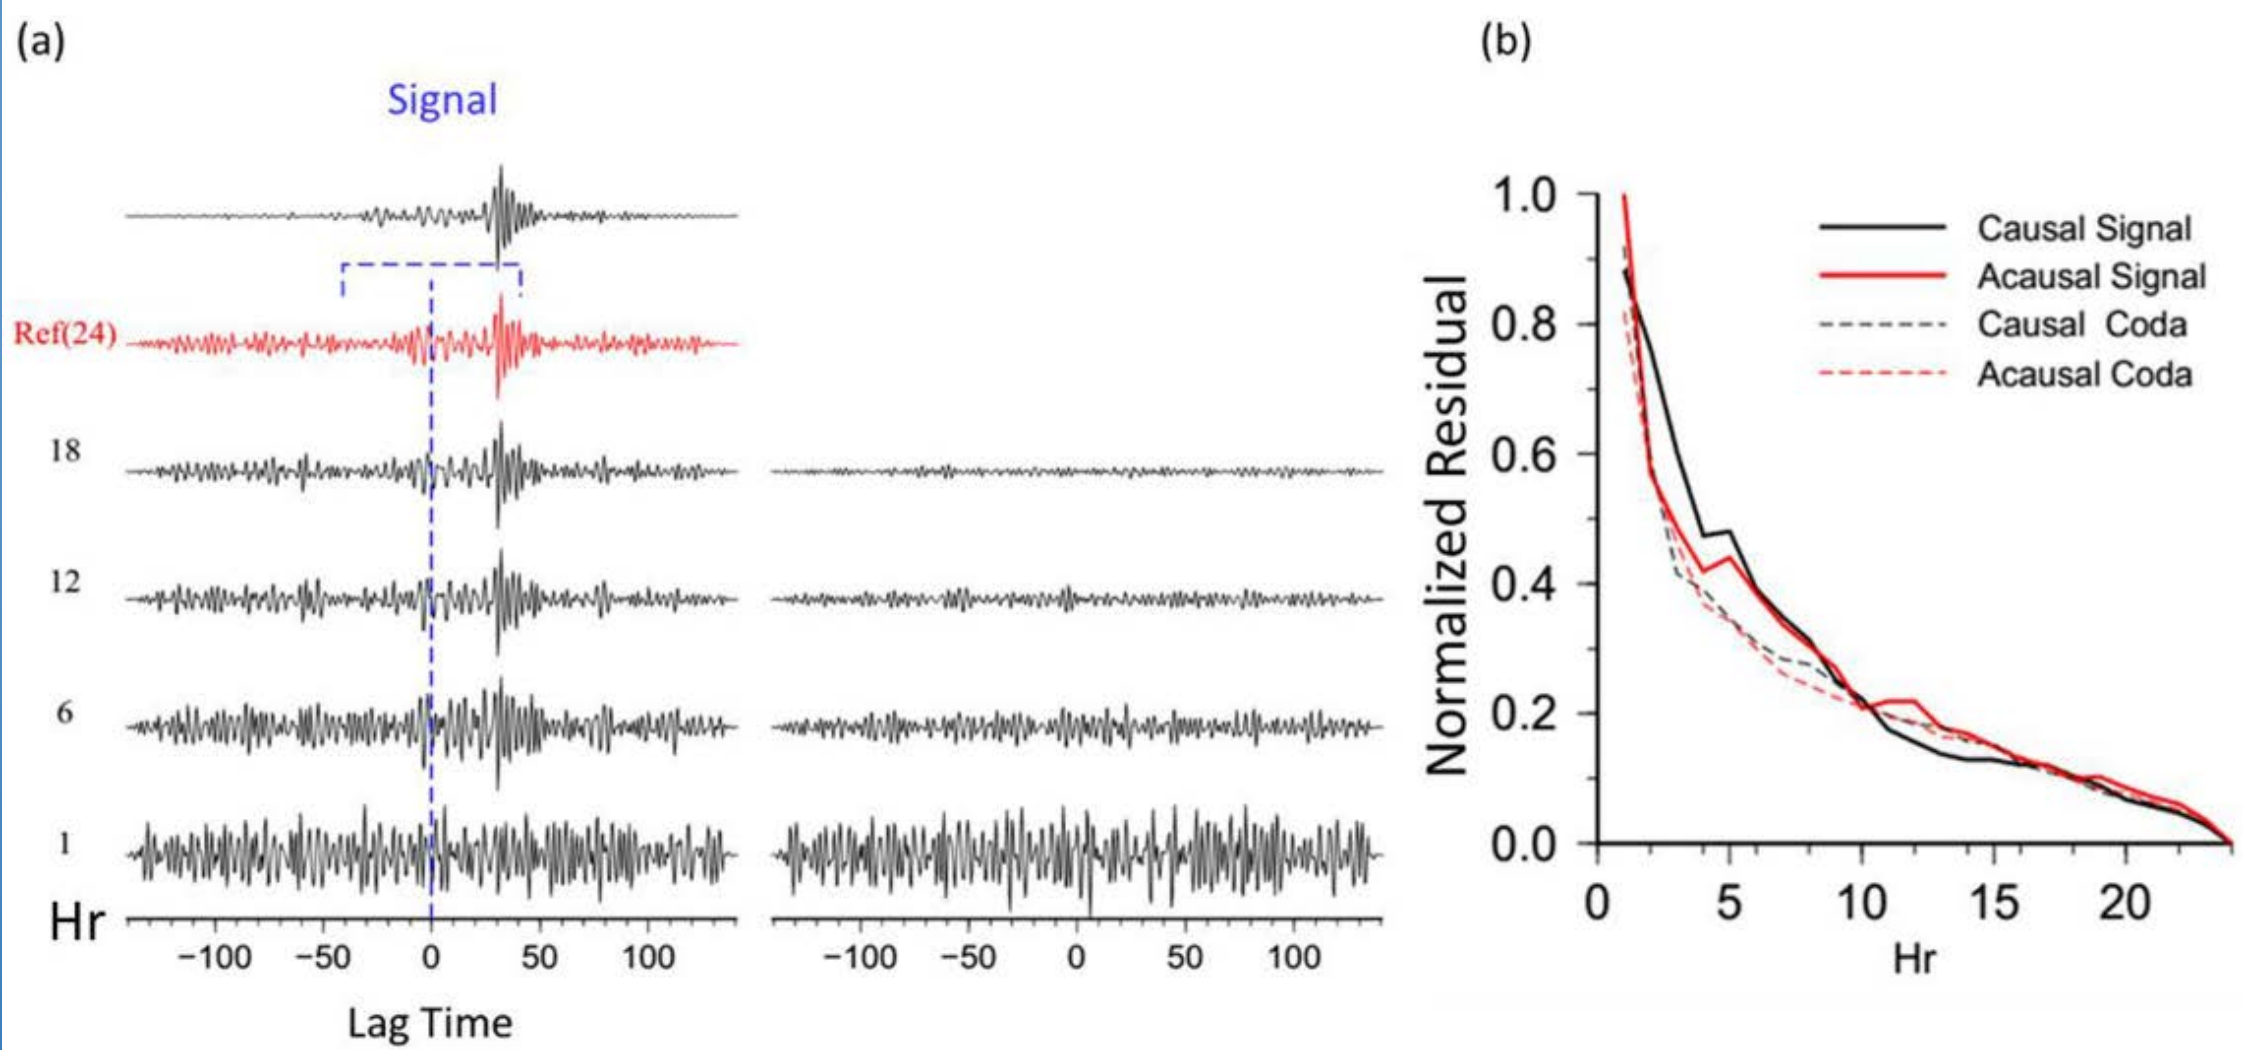 (a)
Signal
Ref(24)
18
12
6
1
Hr
−100 −50 0 50 100
−100 −50 0 50 100
Lag Time
(b)
Normalized Residual
1.0
0.8
0.6
0.4
0.2
0.0
Causal Signal
Acausal Signal
Causal Coda
Acausal Coda
0 5 10 15 20
Hr